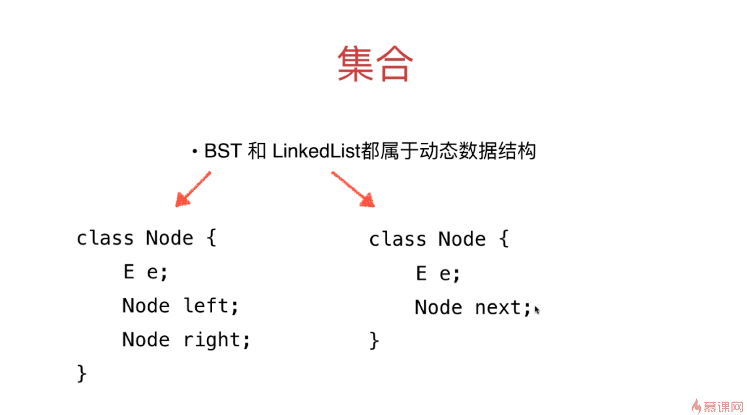 集合
• BST 和 LinkedList都属于动态数据结构
class Node {
E e;
Node left;
Node right;
}
class Node {
E e;
Node next;
}
慕课网